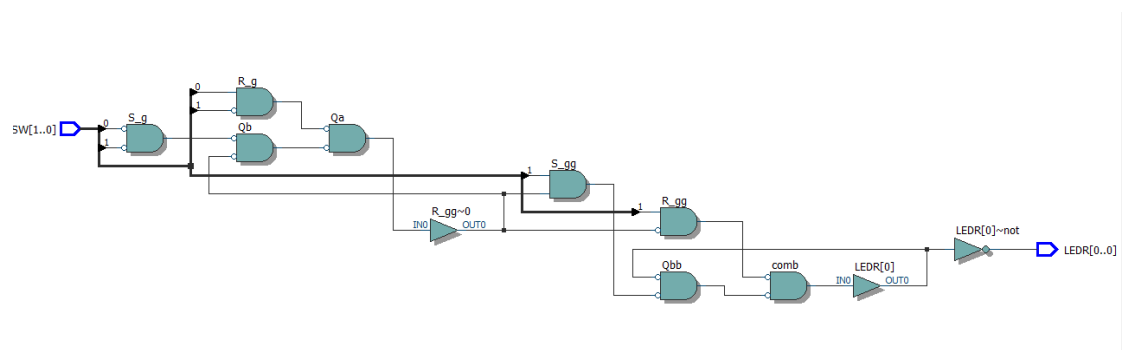 SW[1..0]
0
1
S_g
0
R_g
1
Qb
Qa
R_gg~0
IN0
OUT0
1
S_gg
1
R_gg
Qbb
comb
LEDR[0]
IN0
OUT0
LEDR[0]~not
LEDR[0..0]